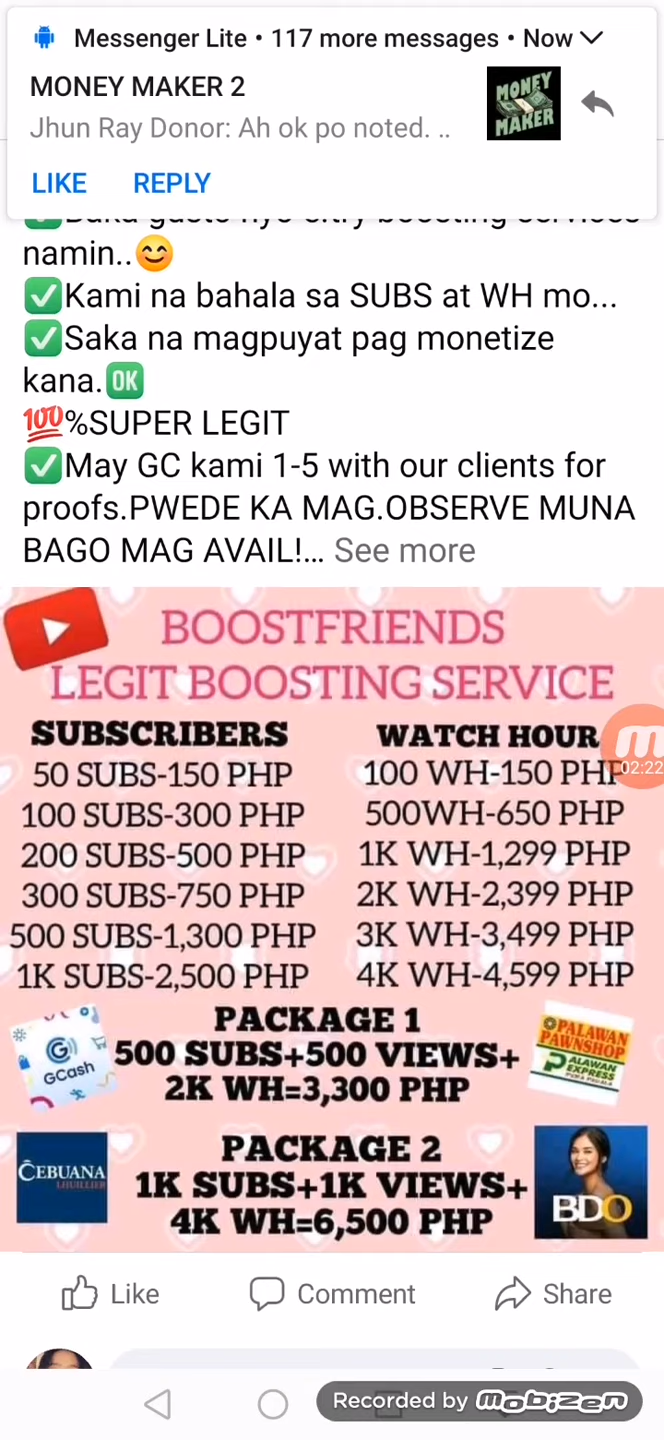 Messenger Lite • 117 more messages • Now
MONEY MAKER 2
Jhun Ray Donor: Ah ok po noted. ..
MONEY
MAKER
LIKE REPLY
namin..😊
✅Kami na bahala sa SUBS at WH mo...
✅Saka na magpuyat pag monetize
kana.🆗
💯%SUPER LEGIT
✅May GC kami 1-5 with our clients for
proofs.PWEDE KA MAG.OBSERVE MUNA
BAGO MAG AVAIL!... See more
BOOSTFRIENDS
LEGIT BOOSTING SERVICE
SUBSCRIBERS
50 SUBS-150 PHP
100 SUBS-300 PHP
200 SUBS-500 PHP
300 SUBS-750 PHP
500 SUBS-1,300 PHP
1K SUBS-2,500 PHP
WATCH HOUR
100 WH-150 PHP
500WH-650 PHP
1K WH-1,299 PHP
2K WH-2,399 PHP
3K WH-3,499 PHP
4K WH-4,599 PHP
02:22
PACKAGE 1
500 SUBS+500 VIEWS+
2K WH=3,300 PHP
GCash
PALAWAN
PAWNSHOP
PALAWAN
EXPRESS
PACKAGE 2
1K SUBS+1K VIEWS+
4K WH=6,500 PHP
CEBUANA
LHUILLIER
BDO
Like Comment Share
Recorded by mobizen